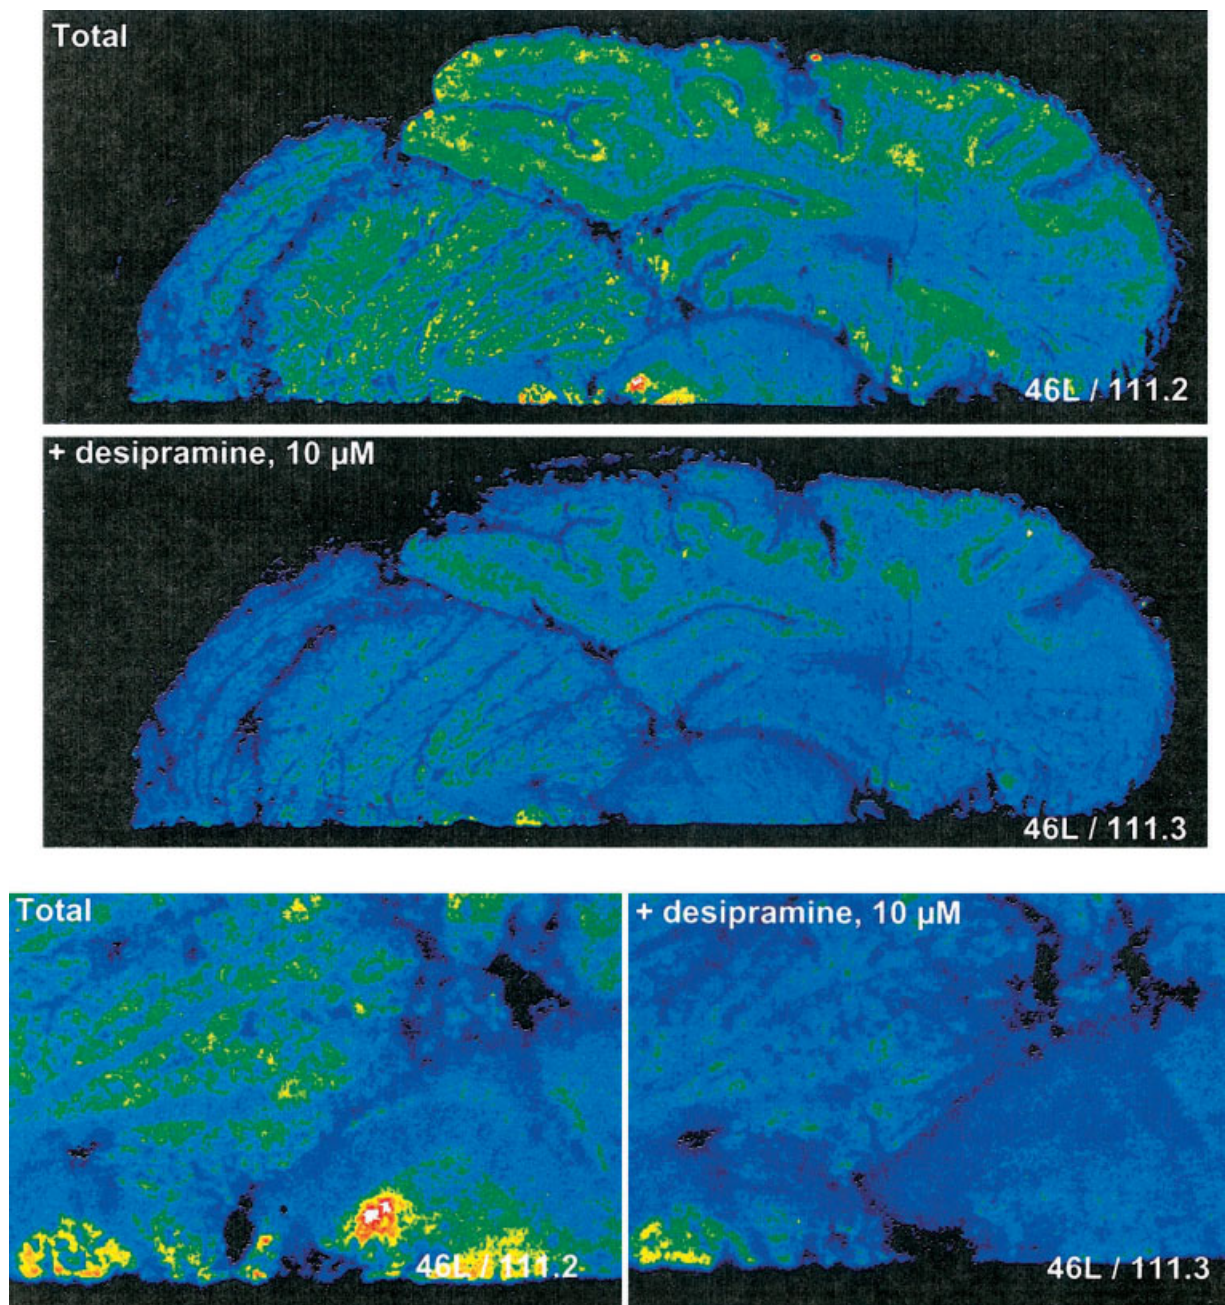 Total
46L / 111.2
+ desipramine, 10 µM
46L / 111.3
Total
46L / 111.2
+ desipramine, 10 µM
46L / 111.3